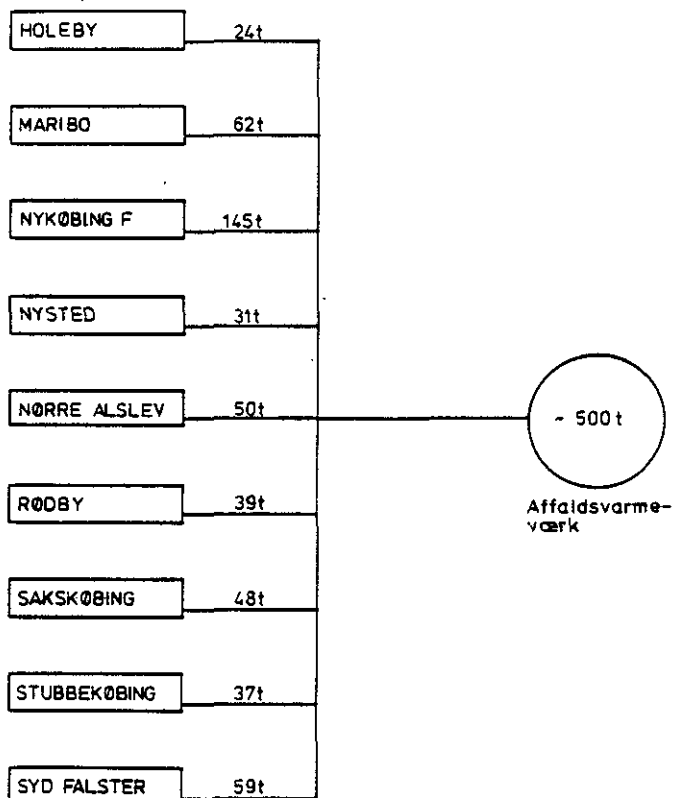 HOLEBY 24t
MARIBO 62t
NYKØBING F 145t
NYSTED 31t
NØRRE ALSLEV 50t
~ 500t
Affaldsvarme-
værk
RØDBY 39t
SAKSKØBING 48t
STUBBEKØBING 37t
SYD FALSTER 59t